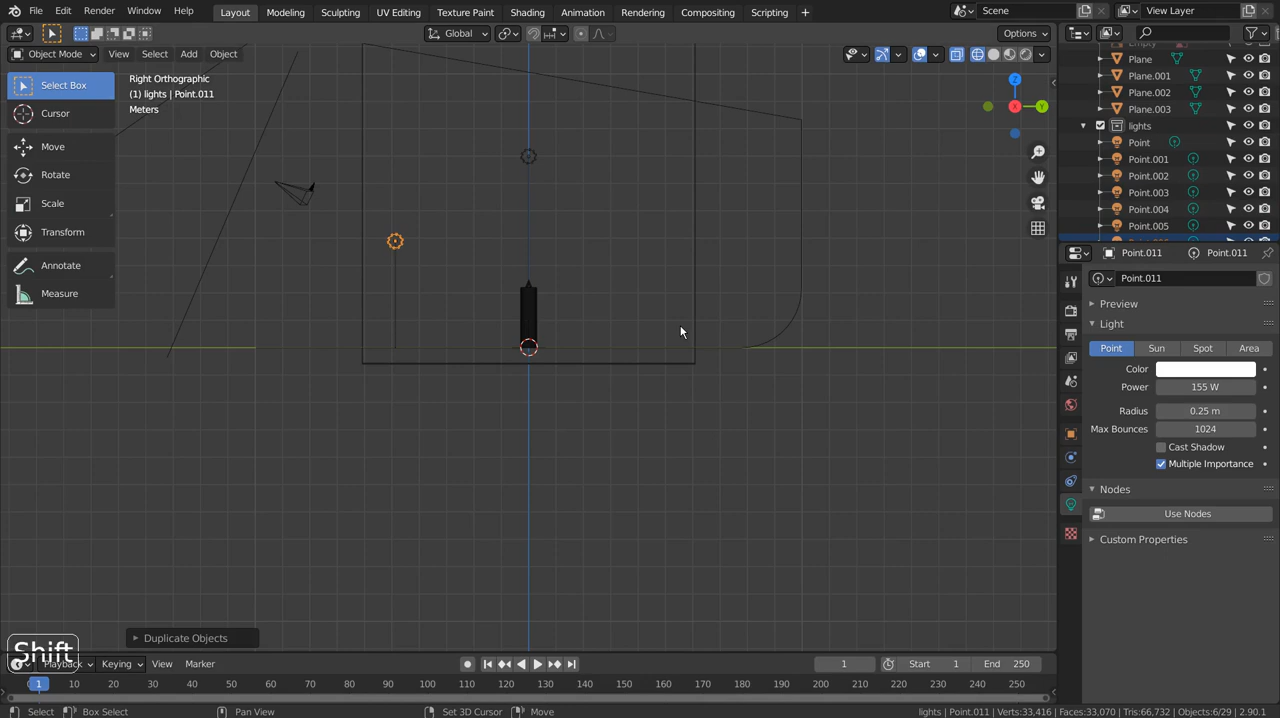 File Edit Render Window Help
Layout Modeling Sculpting UV Editing Texture Paint Shading Animation Rendering Compositing Scripting +
Scene
View Layer
Global
Options
Object Mode View Select Add Object
Select Box
Cursor
Move
Rotate
Scale
Transform
Annotate
Measure
Right Orthographic
(1) lights | Point.011
Meters
Z
Y
X
Plane
Plane.001
Plane.002
Plane.003
lights
Point
Point.001
Point.002
Point.003
Point.004
Point.005
Point.011
Point.011
Point.011
Preview
Light
Point Sun Spot Area
Color
Power 155 W
Radius 0.25 m
Max Bounces 1024
Cast Shadow
Multiple Importance
Nodes
Use Nodes
Custom Properties
Duplicate Objects
Shift
Playback Keying View Marker
1
Start 1
End 250
1 10 20 30 40 50 60 70 80 90 100 110 120 130 140 150 160 170 180 190 200 210 220 230 240 250
Select Box Select Pan View Set 3D Cursor Move
lights | Point.011 Verts:33,416 | Faces:33,070 | Tris:66,732 | Objects:6/29 | 2.90.1